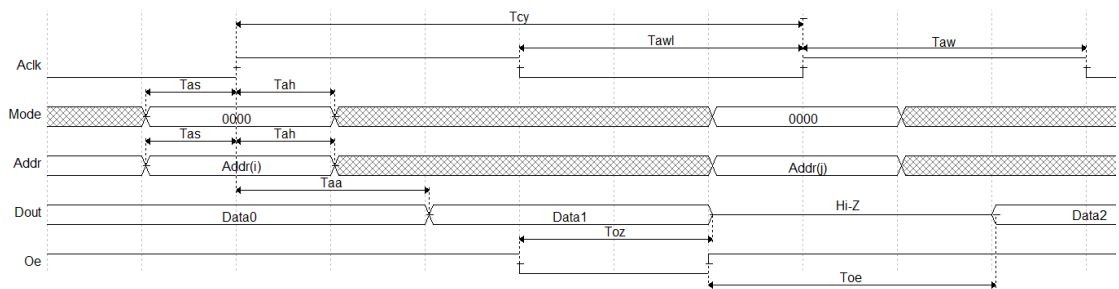 Tcy
Tawl Taw
Aclk
Tas Tah
Mode 0000 0000
Tas Tah
Addr Addr(i) Addr(j)
Taa
Dout Data0 Data1 Hi-Z Data2
Toz
Oe
Toe